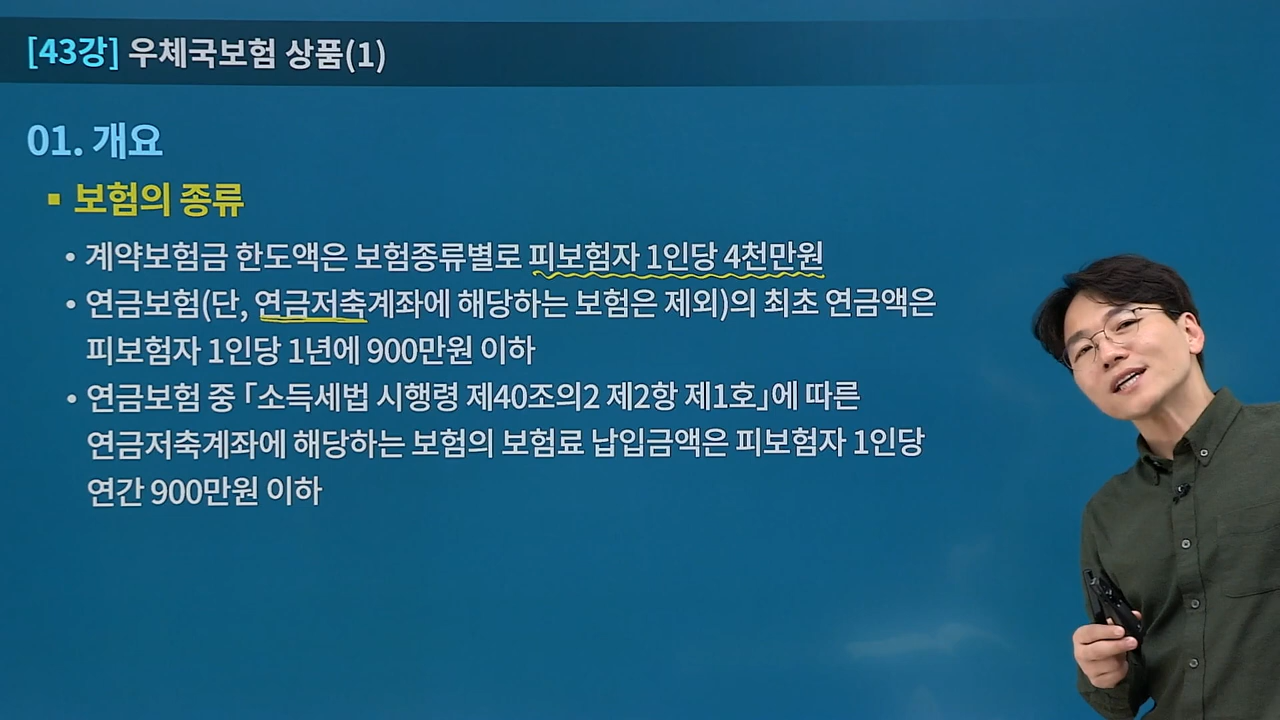 [43강] 우체국보험 상품(1)
01. 개요
▪ 보험의 종류
• 계약보험금 한도액은 보험종류별로 피보험자 1인당 4천만원
• 연금보험(단, 연금저축계좌에 해당하는 보험은 제외)의 최초 연금액은
피보험자 1인당 1년에 900만원 이하
• 연금보험 중 「소득세법 시행령 제40조의2 제2항 제1호」에 따른
연금저축계좌에 해당하는 보험의 보험료 납입금액은 피보험자 1인당
연간 900만원 이하